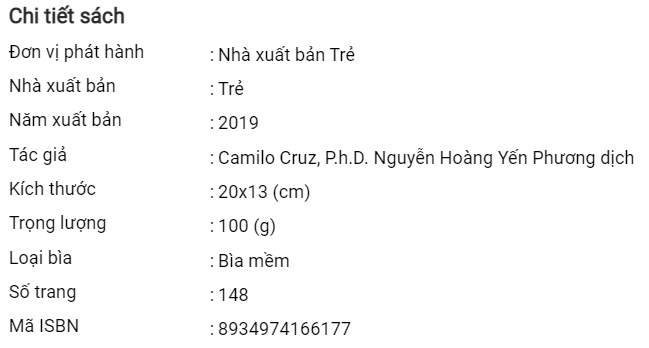 Chi tiết sách
Đơn vị phát hành : Nhà xuất bản Trẻ
Nhà xuất bản : Trẻ
Năm xuất bản : 2019
Tác giả : Camilo Cruz, P.h.D. Nguyễn Hoàng Yến Phương dịch
Kích thước : 20x13 (cm)
Trọng lượng : 100 (g)
Loại bìa : Bìa mềm
Số trang : 148
Mã ISBN : 8934974166177